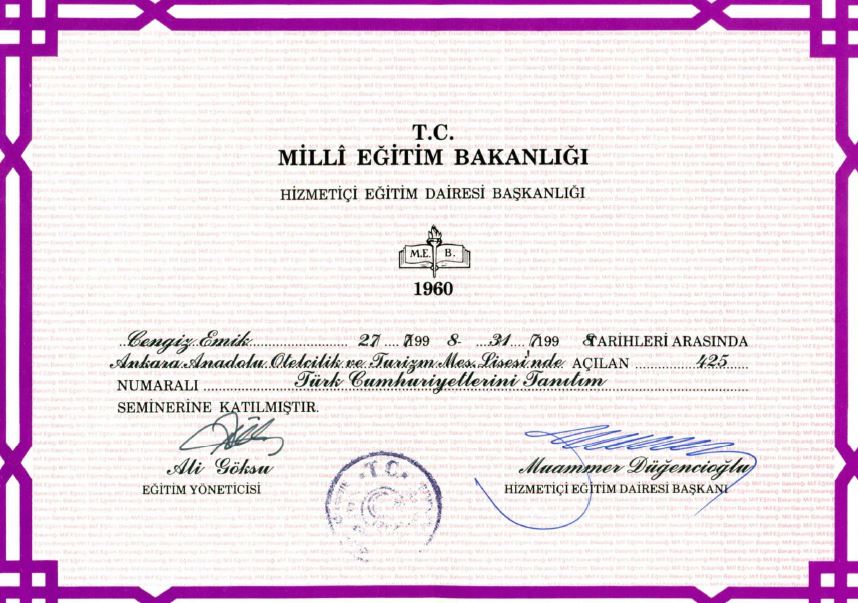 T.C.
MİLLÎ EĞİTİM BAKANLIĞI
HİZMETİÇİ EĞİTİM DAİRESİ BAŞKANLIĞI
M.E. B.
1960
Cengiz Emik 27 7 199 8- 31 7 199 8 TARİHLERİ ARASINDA
Ankara Anadolu Otelcilik ve Turizm Mes. Lisesi'nde AÇILAN 425
NUMARALI Türk Cumhuriyetlerini Tanıtım
SEMİNERİNE KATILMIŞTIR.
Ali Göksu
EĞİTİM YÖNETİCİSİ
Muammer Düğencioğlu
HİZMETİÇİ EĞİTİM DAİRESİ BAŞKANI
T.C.